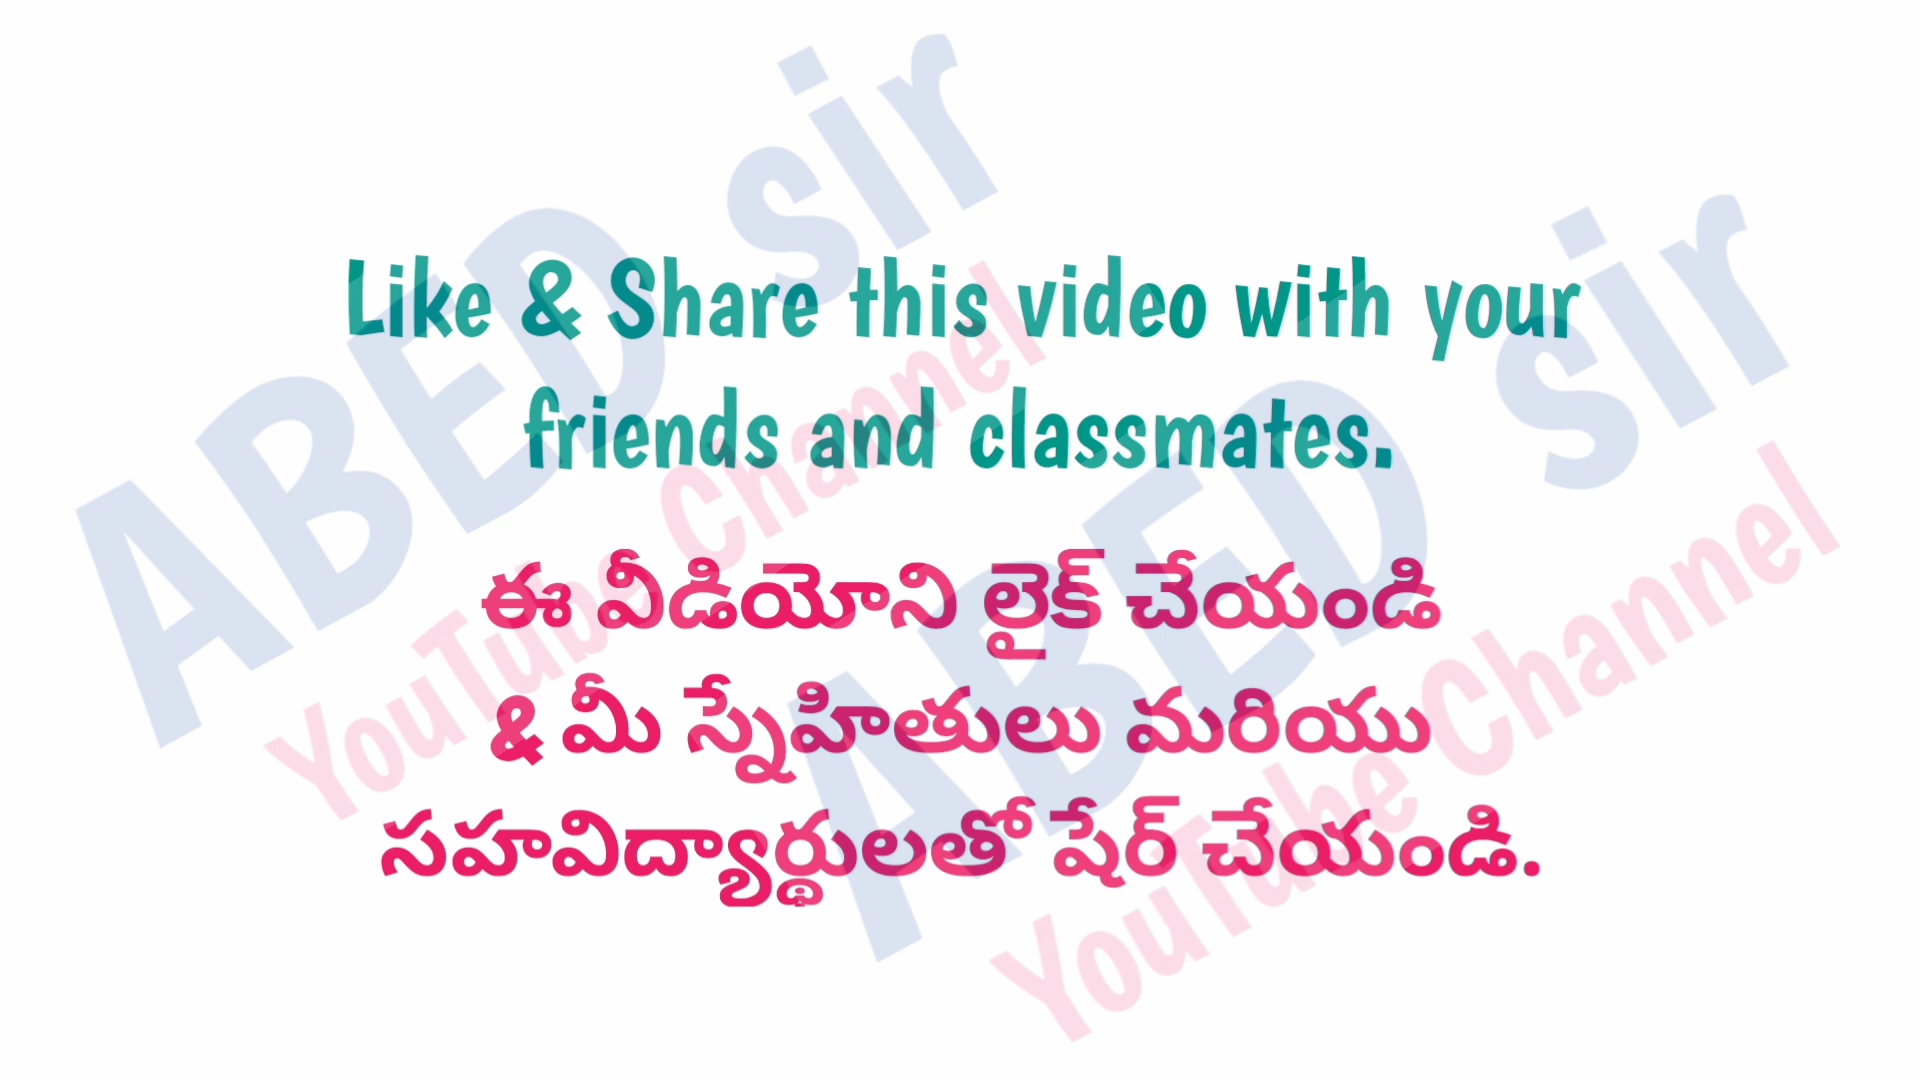 Like & Share this video with your
friends and classmates.
ఈ వీడియోని లైక్ చేయండి
& మీ స్నేహితులు మరియు
సహవిద్యార్థులతో షేర్ చేయండి.
ABED sir
YouTube Channel
ABED sir
YouTube Channel